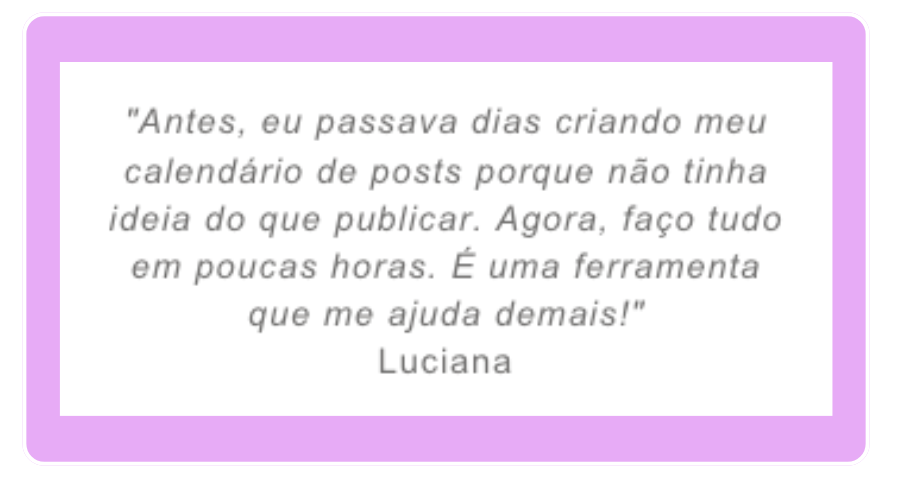 "Antes, eu passava dias criando meu
calendário de posts porque não tinha
ideia do que publicar. Agora, faço tudo
em poucas horas. É uma ferramenta
que me ajuda demais!"
Luciana